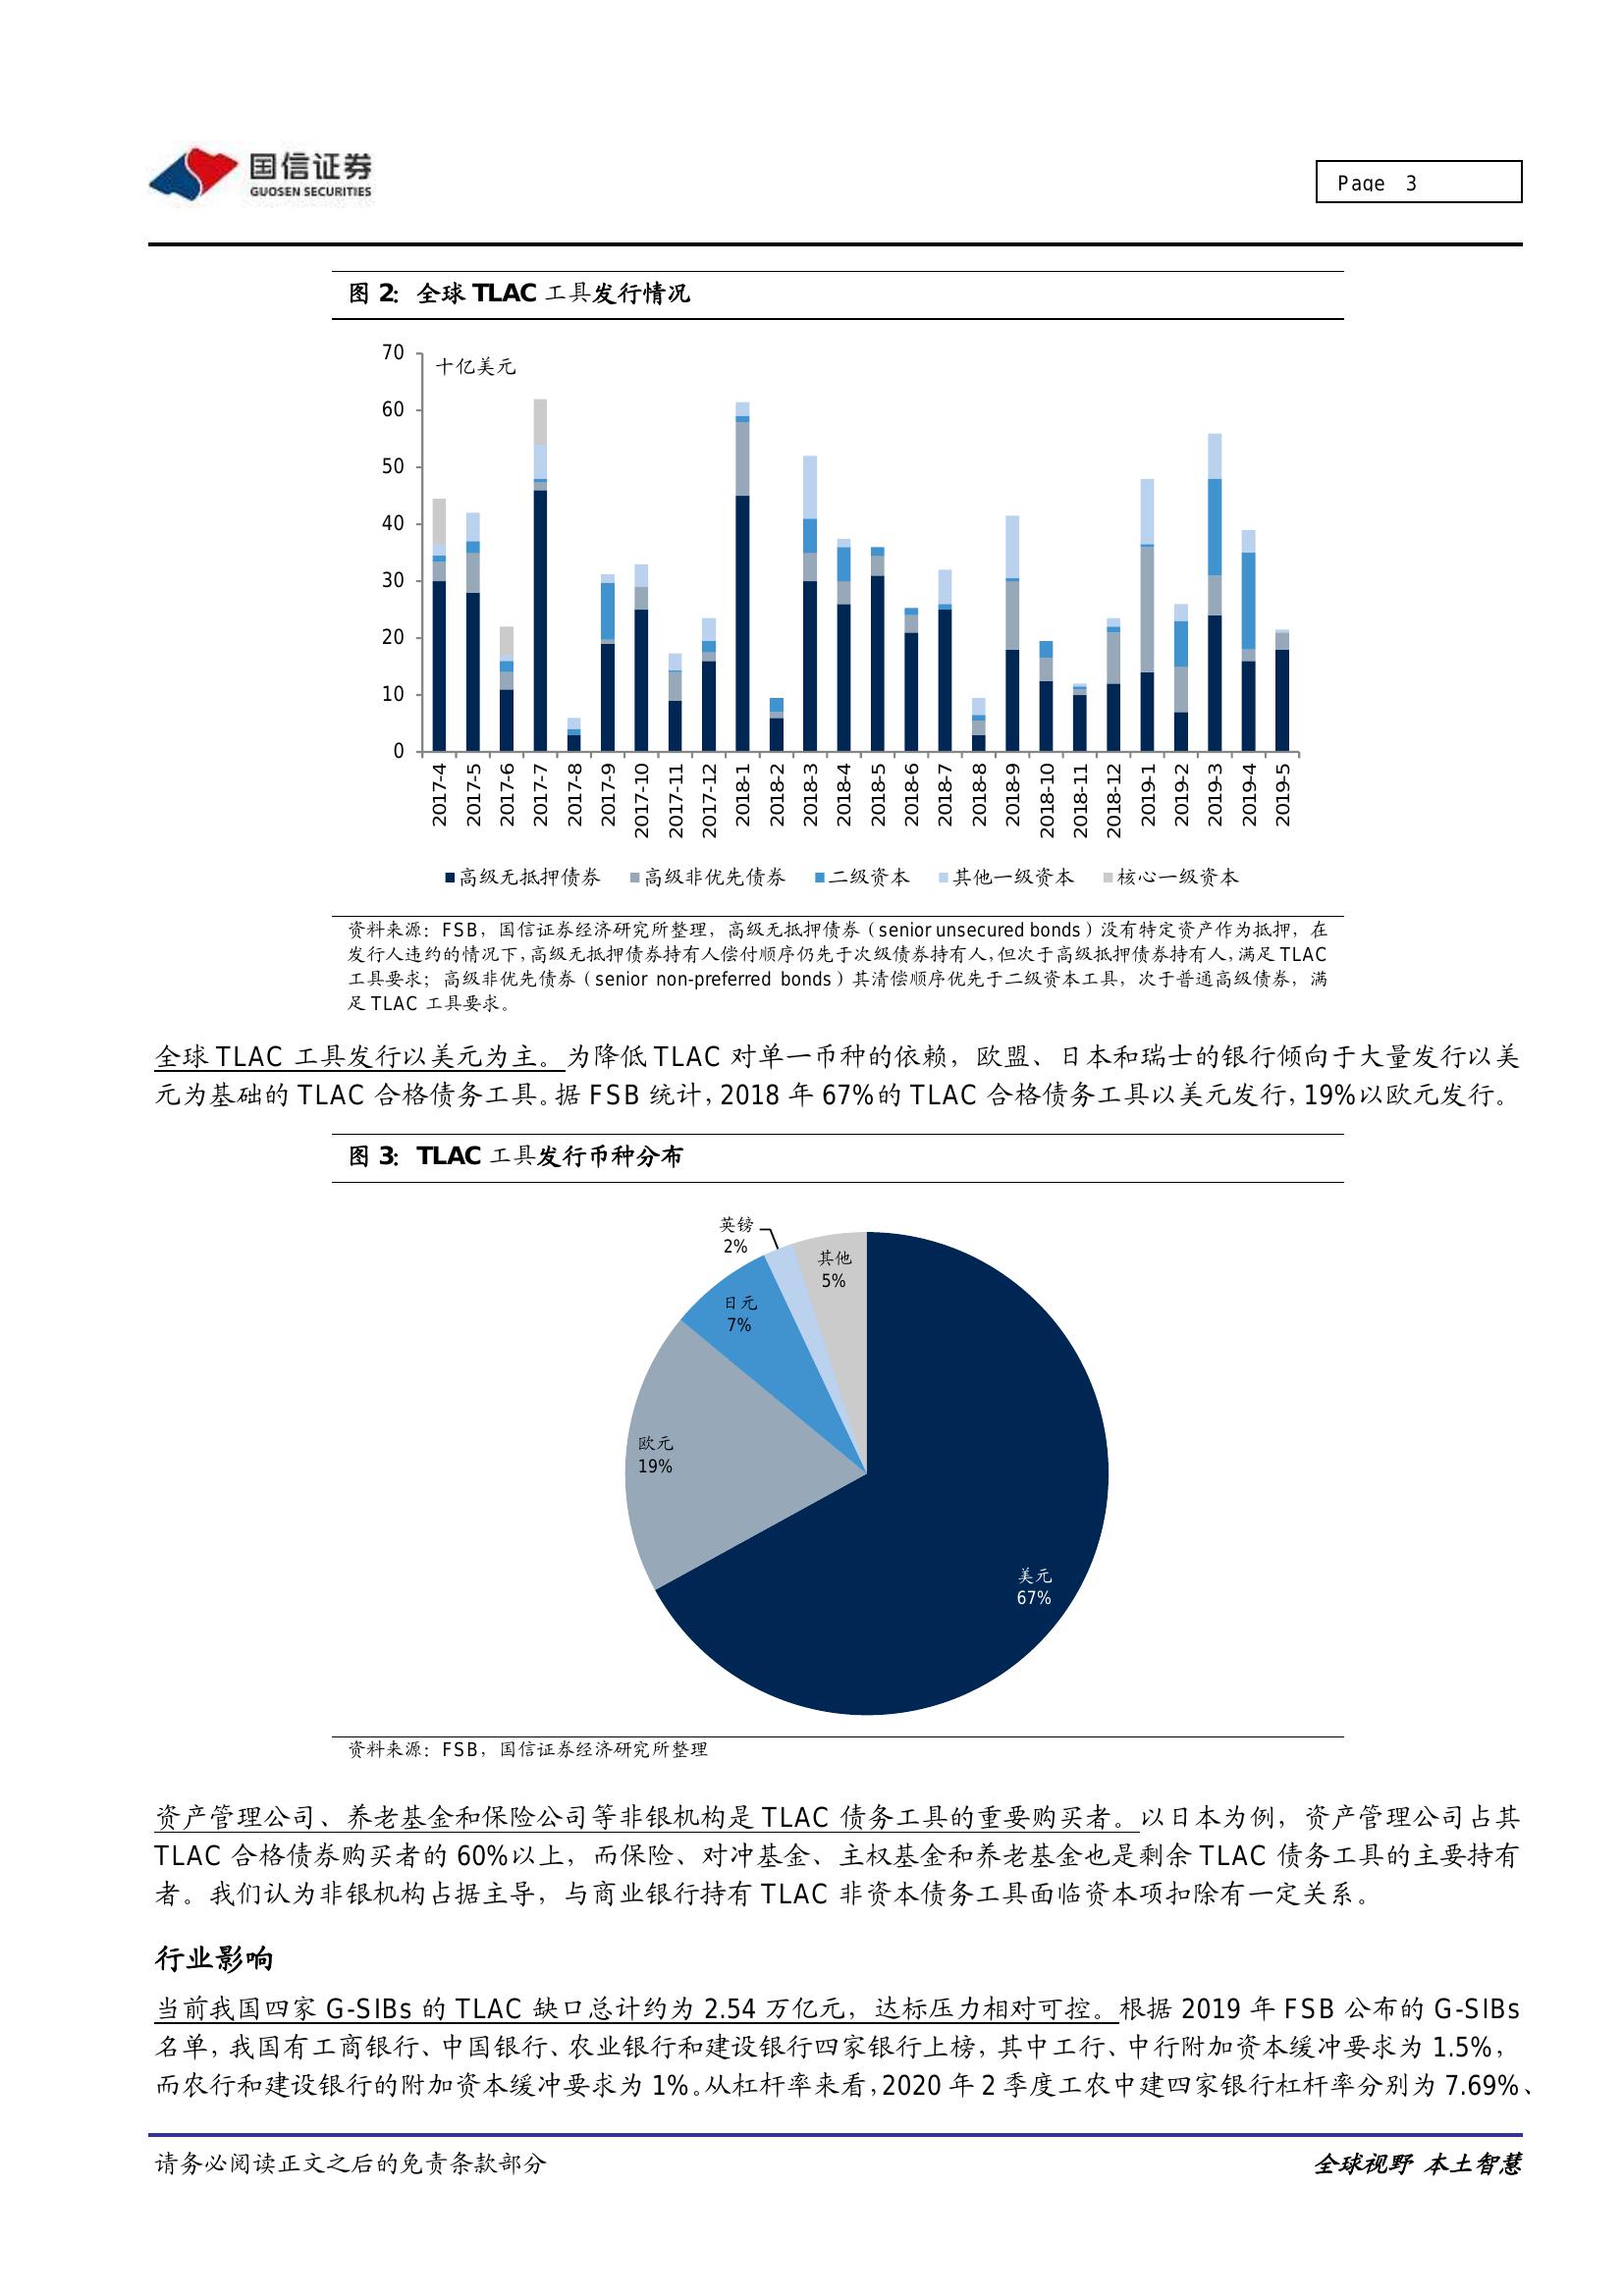 国信证券
GUOSEN SECURITIES
Page 3
图 2：全球 TLAC 工具发行情况
十亿美元
70
60
50
40
30
20
10
0
2017-4
2017-5
2017-6
2017-7
2017-8
2017-9
2017-10
2017-11
2017-12
2018-1
2018-2
2018-3
2018-4
2018-5
2018-6
2018-7
2018-8
2018-9
2018-10
2018-11
2018-12
2019-1
2019-2
2019-3
2019-4
2019-5
高级无抵押债券 高级非优先债券 二级资本 其他一级资本 核心一级资本
资料来源：FSB，国信证券经济研究所整理，高级无抵押债券（senior unsecured bonds）没有特定资产作为抵押，在
发行人违约的情况下，高级无抵押债券持有人偿付顺序仍先于次级债券持有人，但次于高级抵押债券持有人，满足 TLAC
工具要求；高级非优先债券（senior non-preferred bonds）其清偿顺序优先于二级资本工具，次于普通高级债券，满
足 TLAC 工具要求。
全球 TLAC 工具发行以美元为主。为降低 TLAC 对单一币种的依赖，欧盟、日本和瑞士的银行倾向于大量发行以美
元为基础的 TLAC 合格债务工具。据 FSB 统计，2018 年 67%的 TLAC 合格债务工具以美元发行，19%以欧元发行。
图 3：TLAC 工具发行币种分布
英镑
2%
其他
5%
日元
7%
欧元
19%
美元
67%
资料来源：FSB，国信证券经济研究所整理
资产管理公司、养老基金和保险公司等非银机构是 TLAC 债务工具的重要购买者。以日本为例，资产管理公司占其
TLAC 合格债券购买者的 60%以上，而保险、对冲基金、主权基金和养老基金也是剩余 TLAC 债务工具的主要持有
者。我们认为非银机构占据主导，与商业银行持有 TLAC 非资本债务工具面临资本项扣除有一定关系。
行业影响
当前我国四家 G-SIBs 的 TLAC 缺口总计约为 2.54 万亿元，达标压力相对可控。根据 2019 年 FSB 公布的 G-SIBs
名单，我国有工商银行、中国银行、农业银行和建设银行四家银行上榜，其中工行、中行附加资本缓冲要求为 1.5%，
而农行和建设银行的附加资本缓冲要求为 1%。从杠杆率来看，2020 年 2 季度工农中建四家银行杠杆率分别为 7.69%、
请务必阅读正文之后的免责条款部分
全球视野 本土智慧